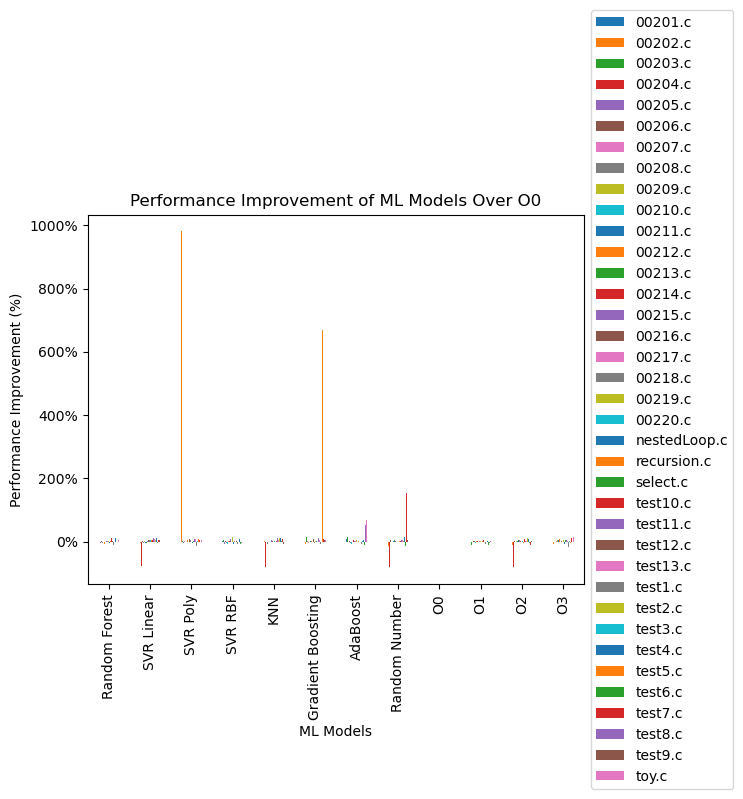 Performance Improvement of ML Models Over O0
Performance Improvement (%)
1000%
800%
600%
400%
200%
0%
Random Forest
SVR Linear
SVR Poly
SVR RBF
KNN
Gradient Boosting
AdaBoost
Random Number
O0
O1
O2
O3
ML Models
00201.c
00202.c
00203.c
00204.c
00205.c
00206.c
00207.c
00208.c
00209.c
00210.c
00211.c
00212.c
00213.c
00214.c
00215.c
00216.c
00217.c
00218.c
00219.c
00220.c
nestedLoop.c
recursion.c
select.c
test10.c
test11.c
test12.c
test13.c
test1.c
test2.c
test3.c
test4.c
test5.c
test6.c
test7.c
test8.c
test9.c
toy.c